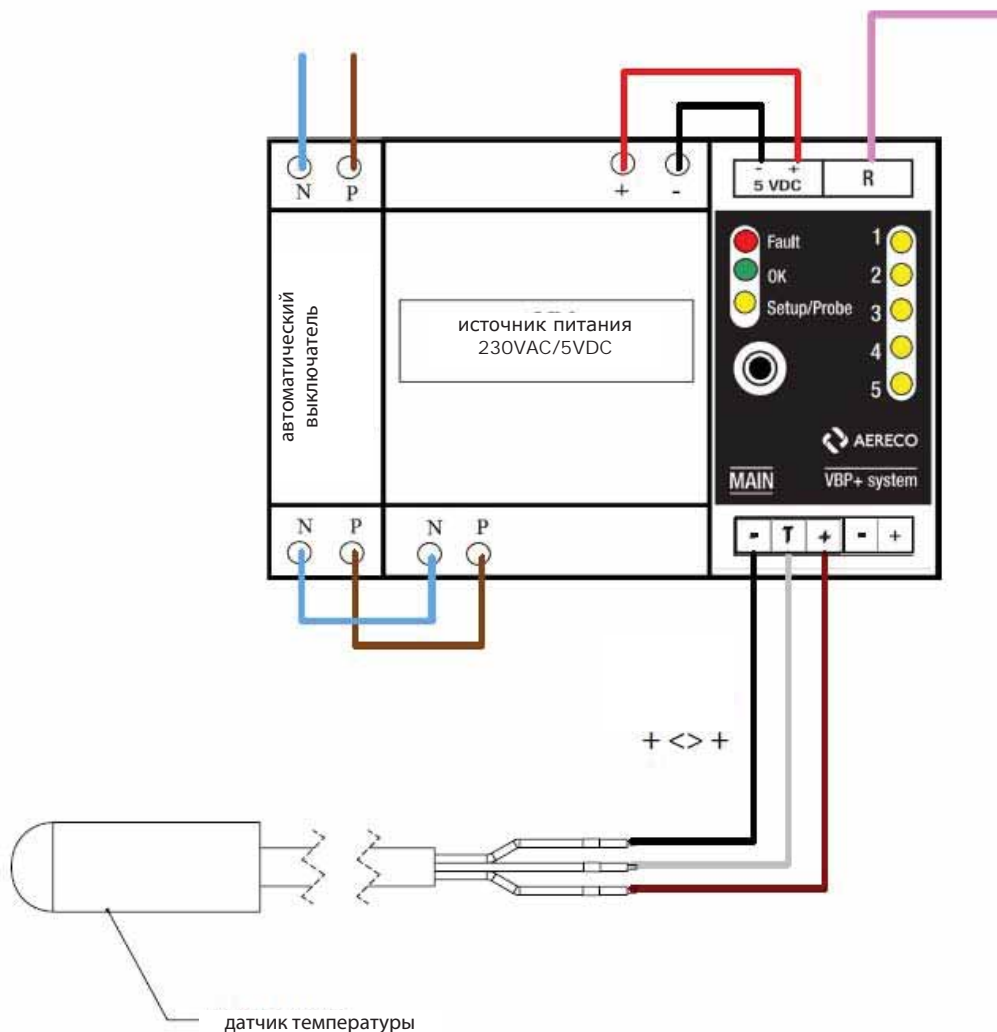 N P
+ -
- +
5 VDC
R
автоматический
выключатель
источник питания
230VAC/5VDC
Fault
OK
Setup/Probe
1
2
3
4
5
AERECO
MAIN
VBP+ system
N P
N P
- T + - +
+ <> +
датчик температуры